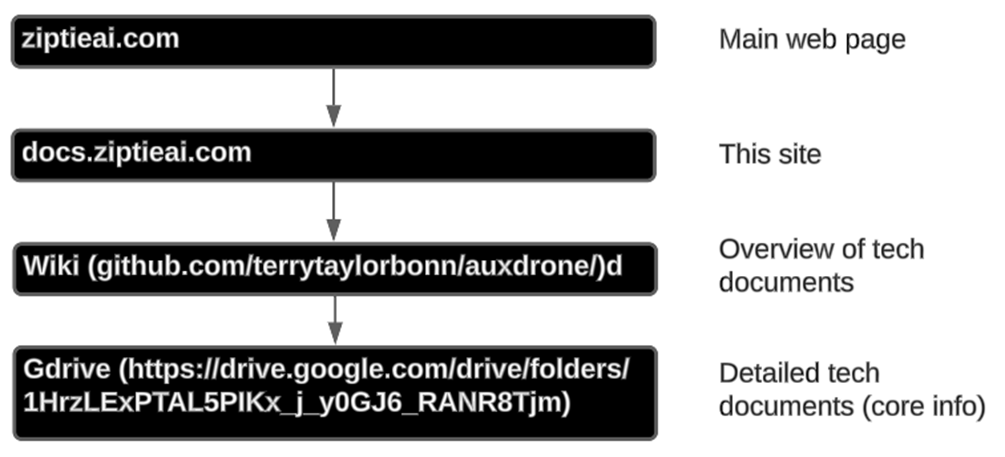 ziptieai.com
Main web page
docs.ziptieai.com
This site
Wiki (github.com/terrytaylorbonn/auxdrone/)d
Overview of tech
documents
Gdrive (https://drive.google.com/drive/folders/
1HrzLExPTAL5PIKx_j_y0GJ6_RANR8Tjm)
Detailed tech
documents (core info)